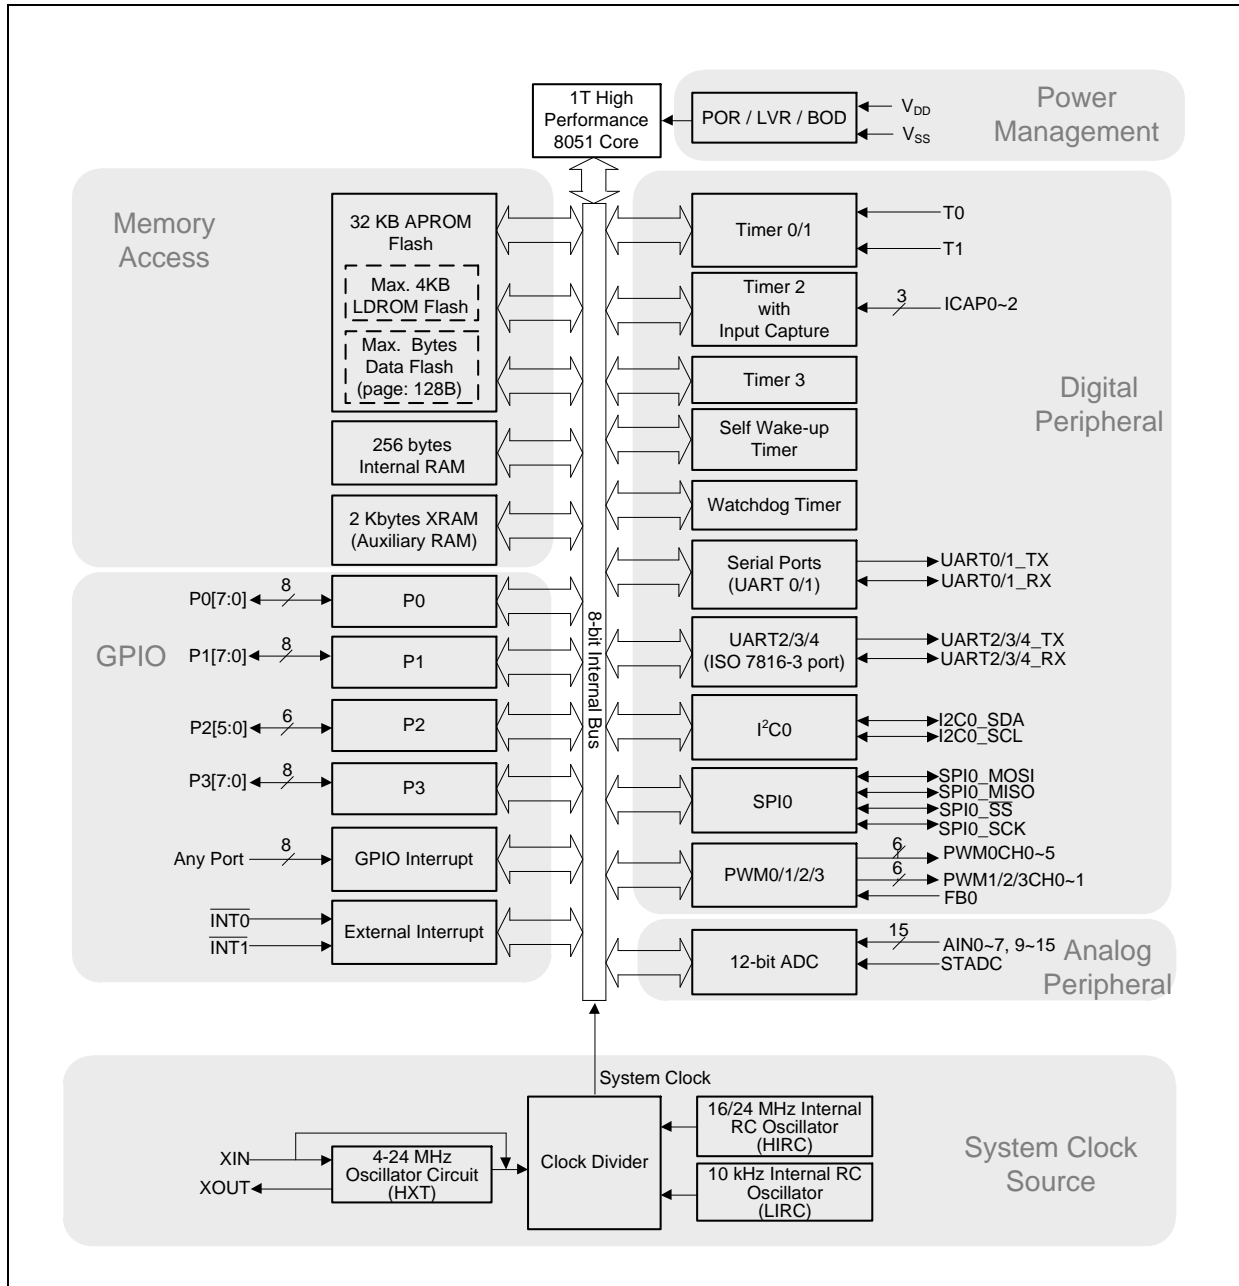 1T High
Performance
8051 Core
POR / LVR / BOD
VDD
VSS
Power
Management
Memory
Access
32 KB APROM
Flash
Max. 4KB
LDROM Flash
Max. Bytes
Data Flash
(page: 128B)
256 bytes
Internal RAM
2 Kbytes XRAM
(Auxiliary RAM)
GPIO
P0[7:0]
8
P0
P1[7:0]
8
P1
P2[5:0]
6
P2
P3[7:0]
8
P3
Any Port
8
GPIO Interrupt
INT0
INT1
External Interrupt
8-bit Internal Bus
Digital
Peripheral
Timer 0/1
T0
T1
Timer 2
with
Input Capture
3
ICAP0~2
Timer 3
Self Wake-up
Timer
Watchdog Timer
Serial Ports
(UART 0/1)
UART0/1_TX
UART0/1_RX
UART2/3/4
(ISO 7816-3 port)
UART2/3/4_TX
UART2/3/4_RX
I²C0
I2C0_SDA
I2C0_SCL
SPI0
SPI0_MOSI
SPI0_MISO
SPI0_SS
SPI0_SCK
PWM0/1/2/3
6
PWM0CH0~5
6
PWM1/2/3CH0~1
FB0
12-bit ADC
15
AIN0~7, 9~15
STADC
Analog
Peripheral
System Clock
XIN
XOUT
4-24 MHz
Oscillator Circuit
(HXT)
Clock Divider
16/24 MHz Internal
RC Oscillator
(HIRC)
10 kHz Internal RC
Oscillator
(LIRC)
System Clock
Source